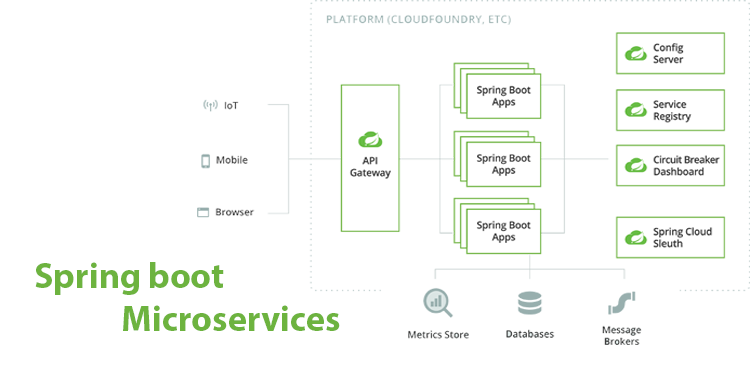 PLATFORM (CLOUDFOUNDRY, ETC)
IoT
Mobile
Browser
API
Gateway
Spring Boot
Apps
Spring Boot
Apps
Spring Boot
Apps
Config
Server
Service
Registry
Circuit Breaker
Dashboard
Spring Cloud
Sleuth
Metrics Store
Databases
Message
Brokers
Spring boot
Microservices